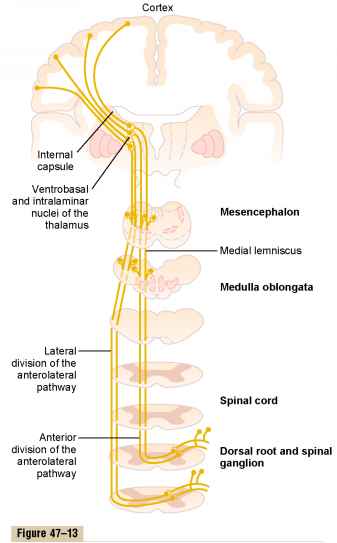 Cortex
Internal
capsule
Ventrobasal
and intralaminar
nuclei of the
thalamus
Mesencephalon
Medial lemniscus
Medulla oblongata
Lateral
division of the
anterolateral
pathway
Spinal cord
Anterior
division of the
anterolateral
pathway
Dorsal root and spinal
ganglion
Figure 47–13